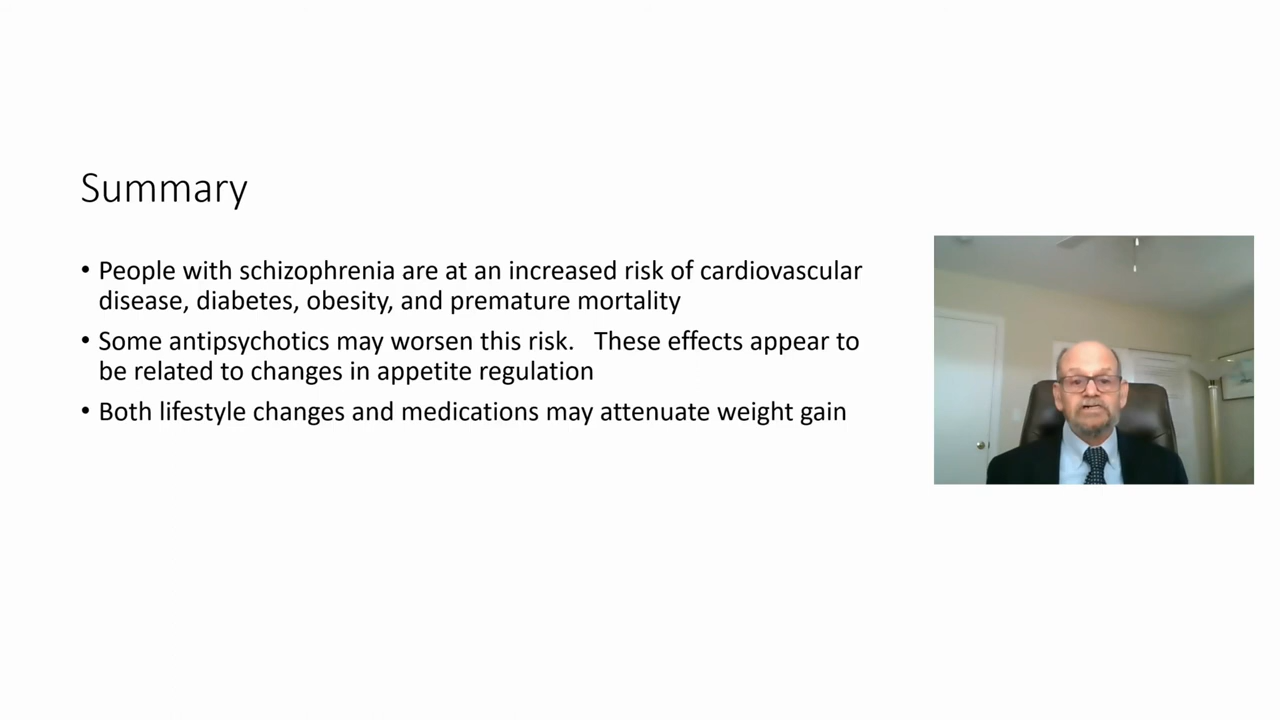 Summary
• People with schizophrenia are at an increased risk of cardiovascular
disease, diabetes, obesity, and premature mortality
• Some antipsychotics may worsen this risk.   These effects appear to
be related to changes in appetite regulation
• Both lifestyle changes and medications may attenuate weight gain